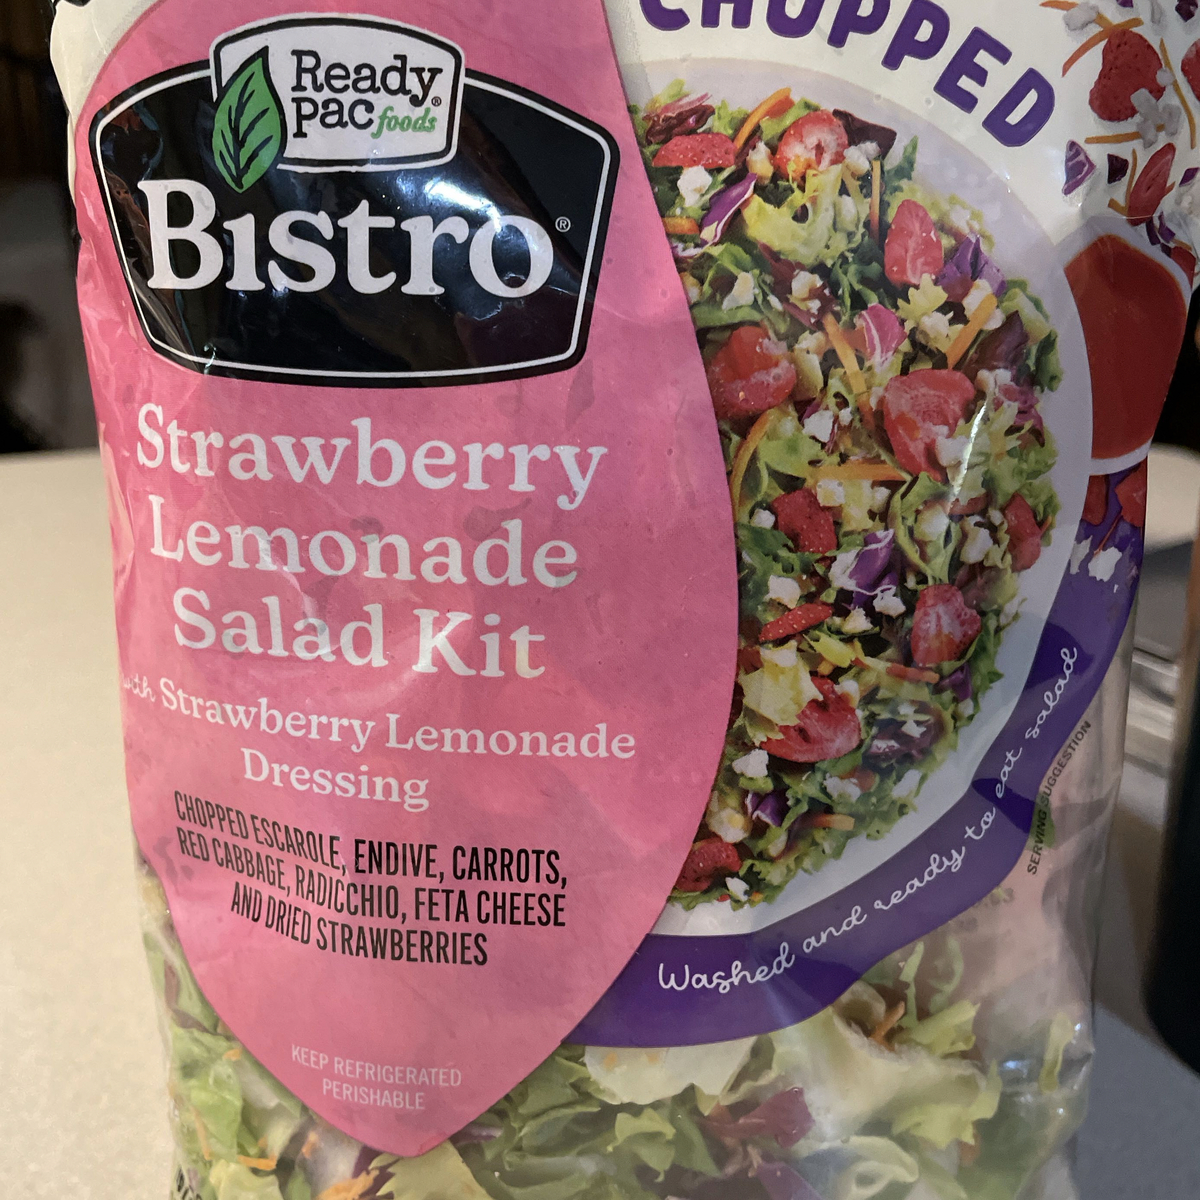 CHOPPED
Ready
pac foods®
Bistro®
Strawberry
Lemonade
Salad Kit
with Strawberry Lemonade
Dressing
CHOPPED ESCAROLE, ENDIVE, CARROTS,
RED CABBAGE, RADICCHIO, FETA CHEESE
AND DRIED STRAWBERRIES
KEEP REFRIGERATED
PERISHABLE
Washed and ready to eat salad
SERVING SUGGESTION